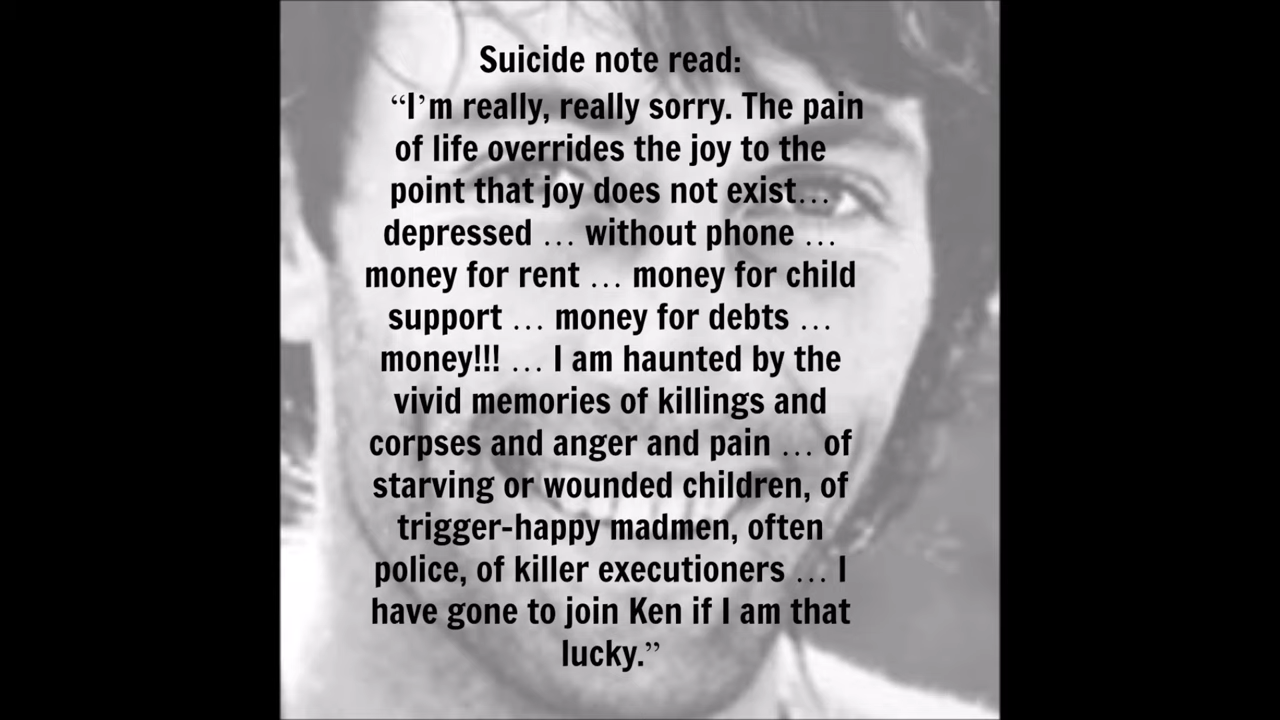 Suicide note read:
“I’m really, really sorry. The pain
of life overrides the joy to the
point that joy does not exist…
depressed … without phone …
money for rent … money for child
support … money for debts …
money!!! … I am haunted by the
vivid memories of killings and
corpses and anger and pain … of
starving or wounded children, of
trigger-happy madmen, often
police, of killer executioners … I
have gone to join Ken if I am that
lucky.”